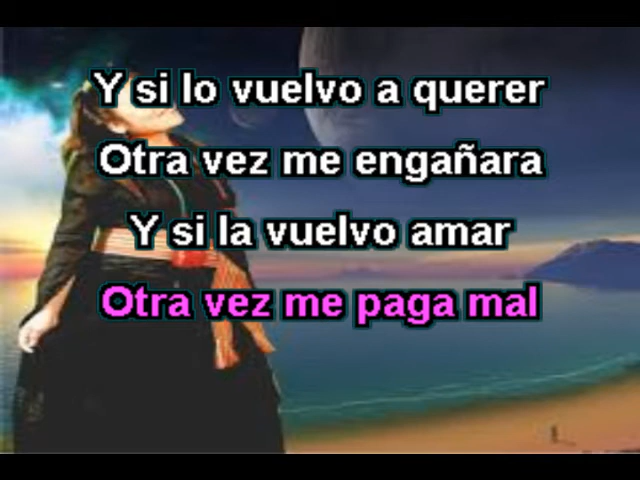 Y si lo vuelvo a querer
Otra vez me engañara
Y si la vuelvo amar
Otra vez me paga mal